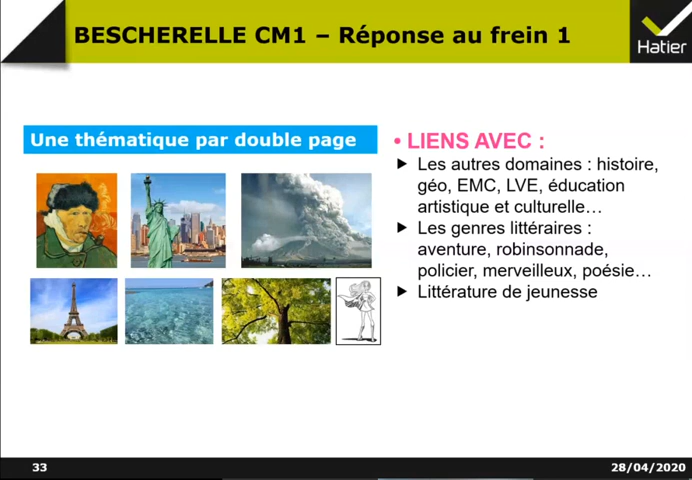 BESCHERELLE CM1 – Réponse au frein 1
Hatier
Une thématique par double page
• LIENS AVEC :
Les autres domaines : histoire,
géo, EMC, LVE, éducation
artistique et culturelle...
Les genres littéraires :
aventure, robinsonnade,
policier, merveilleux, poésie...
Littérature de jeunesse
33
28/04/2020